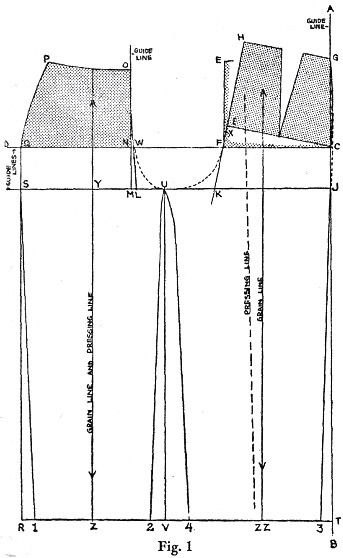 A
GUIDE
LINE→
H
P
O
GUIDE
LINE
E
G
D
Q
N
W
F
E
X
C
GUIDE
LINES→
S
Y
M
L
U
K
J
PRESSING LINE
GRAIN LINE
GRAIN LINE AND PRESSING LINE
R
1
Z
2
V
4
ZZ
3
T
B
Fig. 1